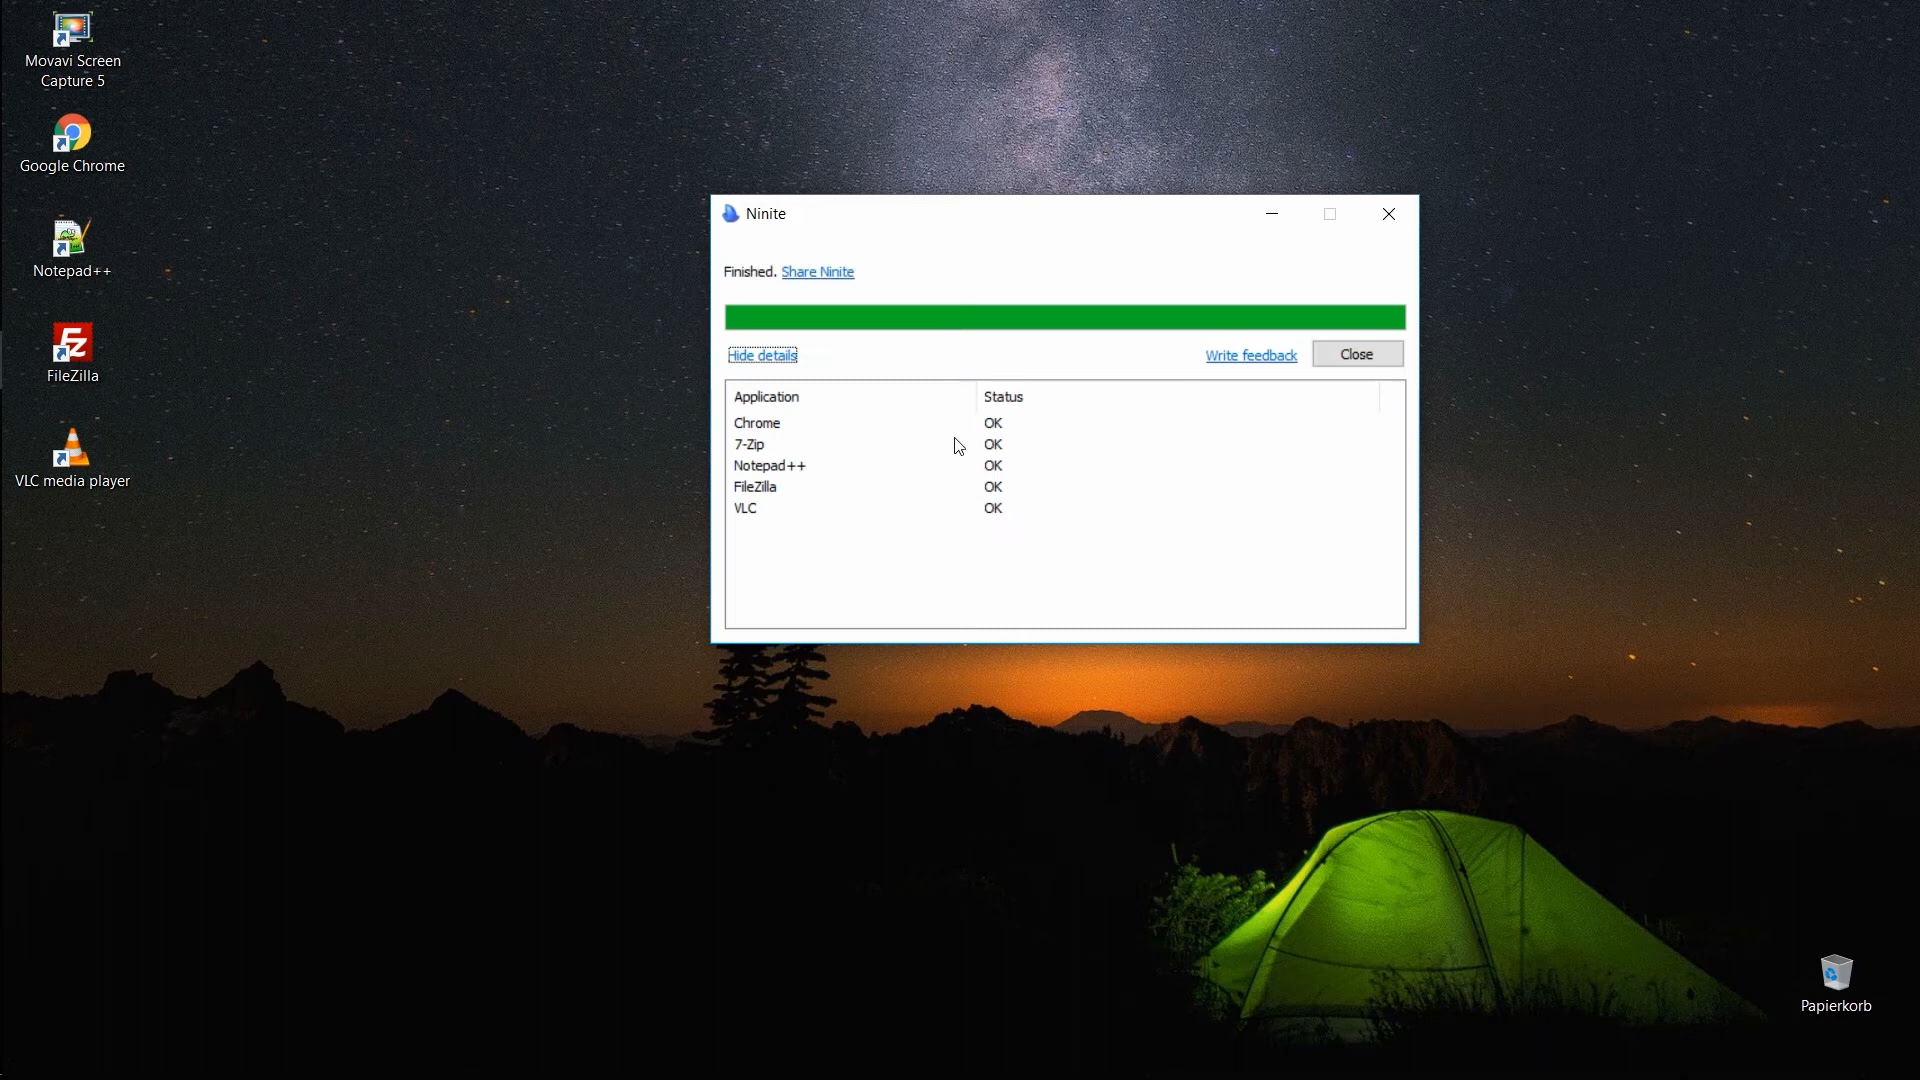 Movavi Screen
Capture 5
Google Chrome
Notepad++
FileZilla
VLC media player
Ninite
Finished. Share Ninite
Hide details Write feedback Close
Application Status
Chrome OK
7-Zip OK
Notepad++ OK
FileZilla OK
VLC OK
Papierkorb